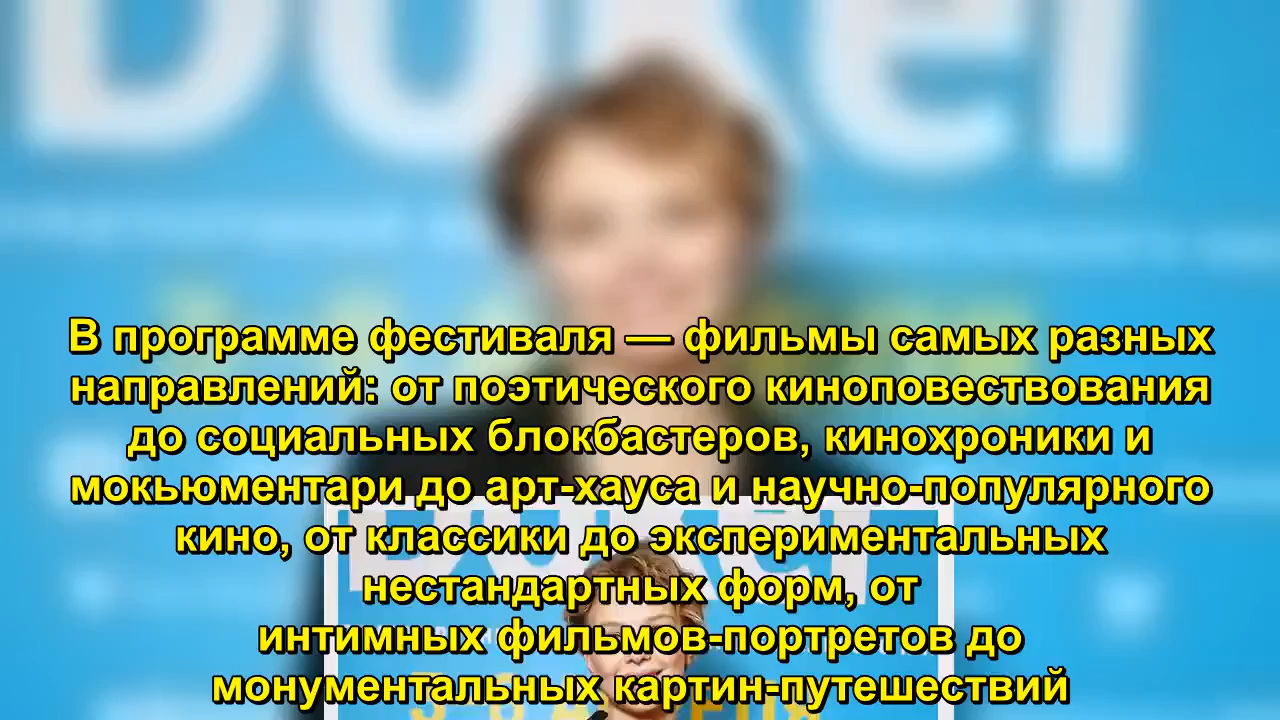 В программе фестиваля — фильмы самых разных
направлений: от поэтического киноповествования
до социальных блокбастеров, кинохроники и
мокьюментари до арт-хауса и научно-популярного
кино, от классики до экспериментальных
нестандартных форм, от
интимных фильмов-портретов до
монументальных картин-путешествий